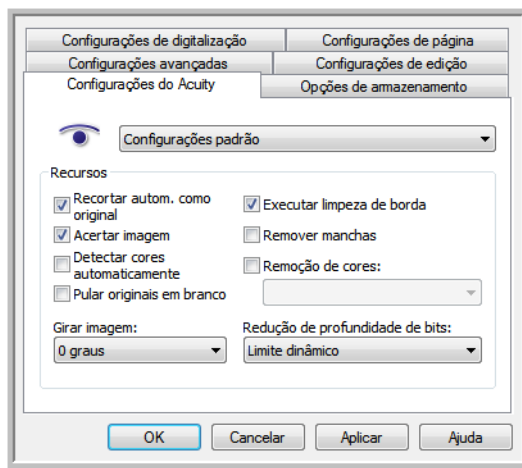 Configurações de digitalização
Configurações de página
Configurações avançadas
Configurações de edição
Configurações do Acuity
Opções de armazenamento
Configurações padrão
Recursos
Recortar autom. como
original
Executar limpeza de borda
Acertar imagem
Remover manchas
Detectar cores
automaticamente
Remoção de cores:
Pular originais em branco
Girar imagem:
Redução de profundidade de bits:
0 graus
Limite dinâmico
OK
Cancelar
Aplicar
Ajuda